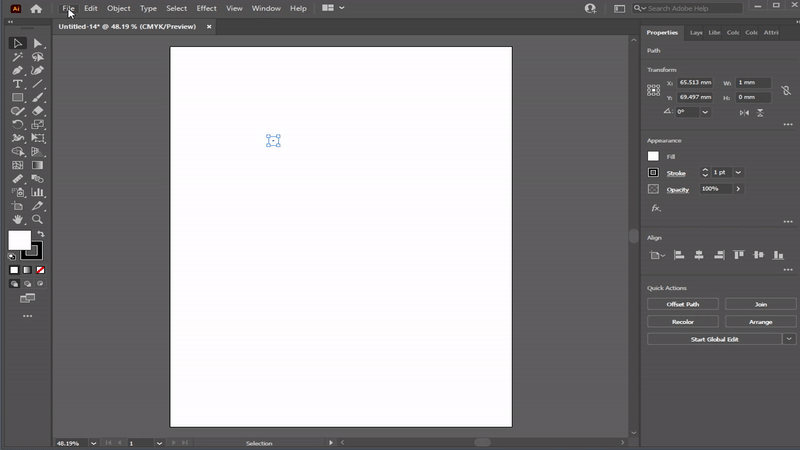 Ai File Edit Object Type Select Effect View Window Help Search Adobe Help
Untitled-14* @ 48.19 % (CMYK/Preview) ×
Properties Laye Libr Colo Colo Attri
Path
Transform
X: 65.513 mm W: 1 mm
Y: 69.497 mm H: 0 mm
0°
Appearance
Fill
Stroke 1 pt
Opacity 100%
fx.
Align
Quick Actions
Offset Path Join
Recolor Arrange
Start Global Edit
48.19% 1 Selection